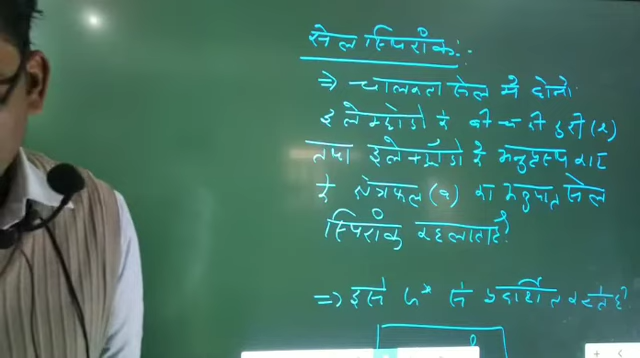 सेल स्थिरांक:-
⇒ चालकता सेल में दोनो
इलेक्ट्रोडो के बीच की दूरी (l)
तथा इलेक्ट्रोडो के अनुप्रस्थ काट
के क्षेत्रफल (a) का अनुपात सेल
स्थिरांक कहलाता है।
⇒ इसे G* से प्रदर्शित करते है।
l